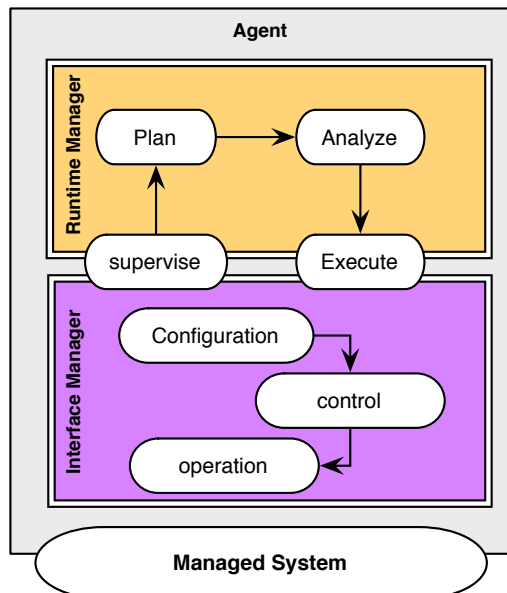 Agent
Runtime Manager
Plan
Analyze
supervise
Execute
Interface Manager
Configuration
control
operation
Managed System